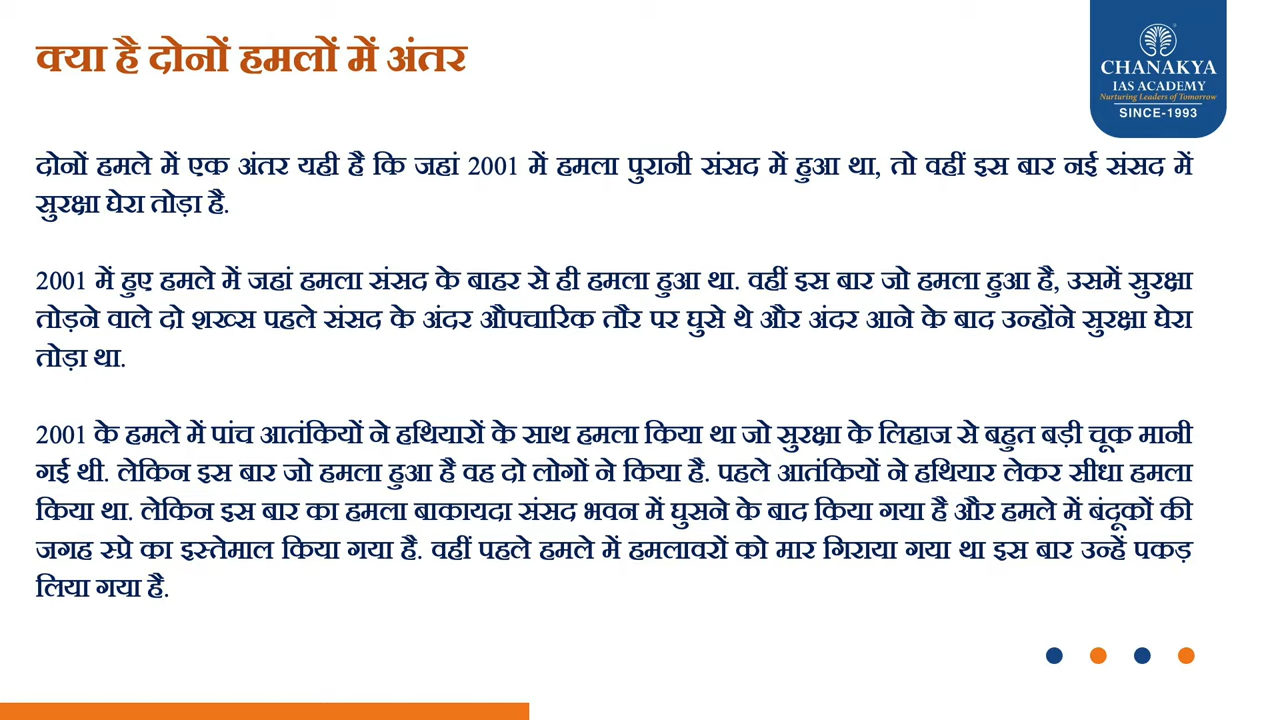 क्या है दोनों हमलों में अंतर
CHANAKYA
IAS ACADEMY
Nurturing Leaders of Tomorrow
SINCE-1993
दोनों हमले में एक अंतर यही है कि जहां 2001 में हमला पुरानी संसद में हुआ था, तो वहीं इस बार नई संसद में
सुरक्षा घेरा तोड़ा है.
2001 में हुए हमले में जहां हमला संसद के बाहर से ही हमला हुआ था. वहीं इस बार जो हमला हुआ है, उसमें सुरक्षा
तोड़ने वाले दो शख्स पहले संसद के अंदर औपचारिक तौर पर घुसे थे और अंदर आने के बाद उन्होंने सुरक्षा घेरा
तोड़ा था.
2001 के हमले में पांच आतंकियों ने हथियारों के साथ हमला किया था जो सुरक्षा के लिहाज से बहुत बड़ी चूक मानी
गई थी. लेकिन इस बार जो हमला हुआ है वह दो लोगों ने किया है. पहले आतंकियों ने हथियार लेकर सीधा हमला
किया था. लेकिन इस बार का हमला बाकायदा संसद भवन में घुसने के बाद किया गया है और हमले में बंदूकों की
जगह स्प्रे का इस्तेमाल किया गया है. वहीं पहले हमले में हमलावरों को मार गिराया गया था इस बार उन्हें पकड़
लिया गया है.